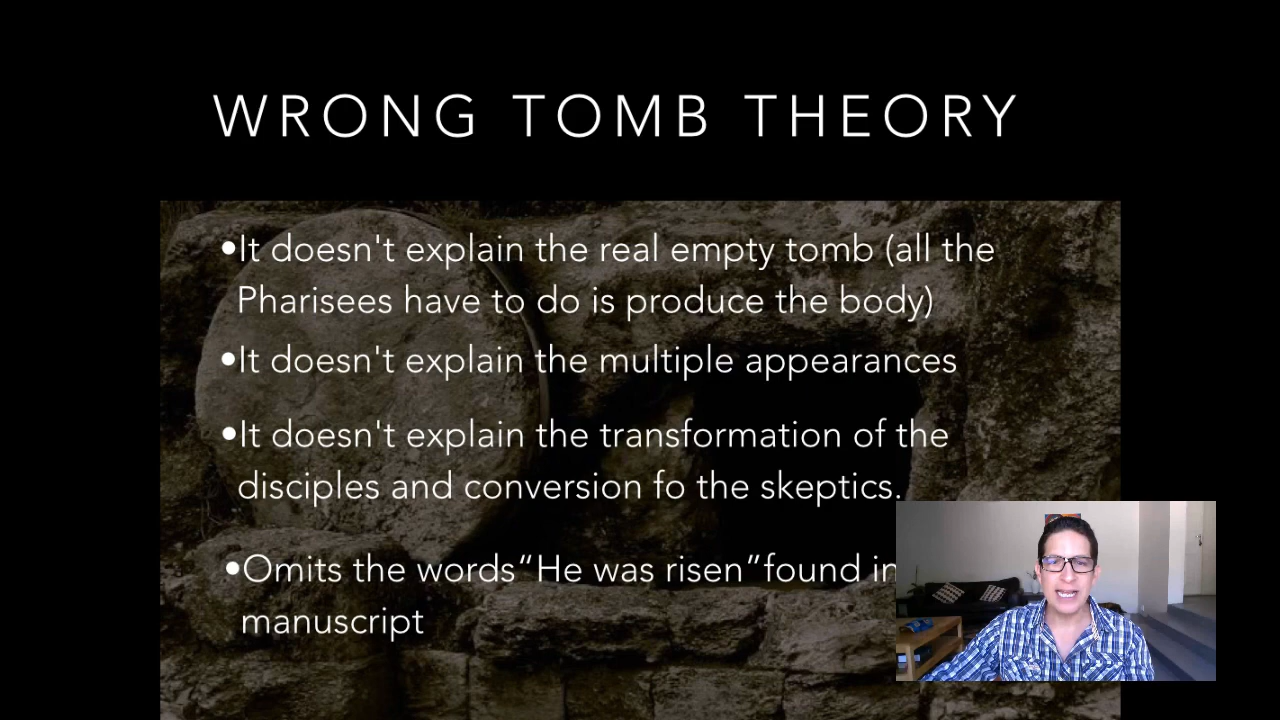 WRONG TOMB THEORY
•It doesn't explain the real empty tomb (all the
Pharisees have to do is produce the body)
•It doesn't explain the multiple appearances
•It doesn't explain the transformation of the
disciples and conversion fo the skeptics.
•Omits the words“He was risen”found in
manuscript